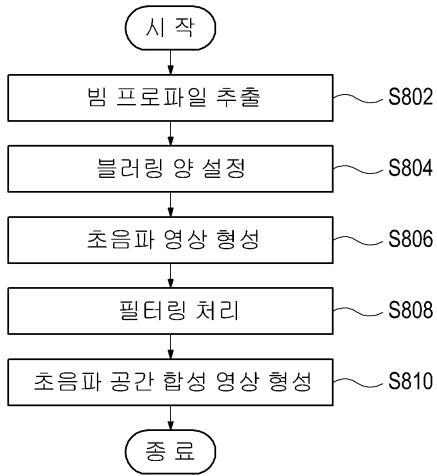 시 작
빔 프로파일 추출 S802
블러링 양 설정 S804
초음파 영상 형성 S806
필터링 처리 S808
초음파 공간 합성 영상 형성 S810
종 료